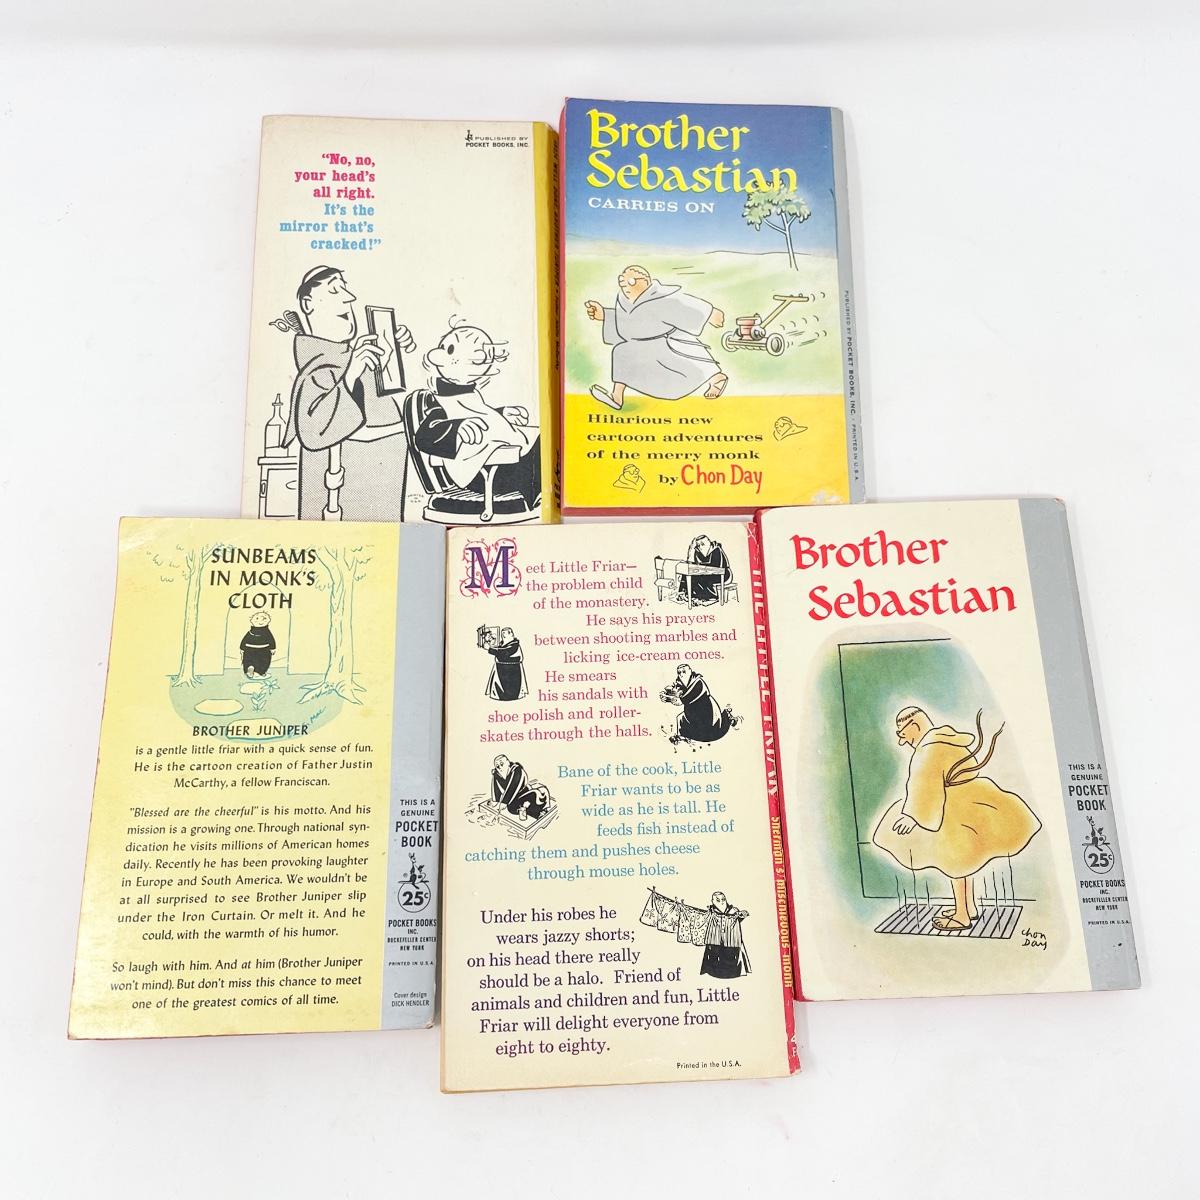 "No, no,
your head's
all right.
It's the
mirror that's
cracked!"
PUBLISHED BY
POCKET BOOKS, INC.
PRINTED IN
U.S.A.
Brother
Sebastian
CARRIES ON
Hilarious new
cartoon adventures
of the merry monk
by Chon Day
PUBLISHED BY POCKET BOOKS, INC. · PRINTED IN U.S.A.
SUNBEAMS
IN MONK'S
CLOTH
BROTHER JUNIPER
is a gentle little friar with a quick sense of fun.
He is the cartoon creation of Father Justin
McCarthy, a fellow Franciscan.
"Blessed are the cheerful" is his motto. And his
mission is a growing one. Through national syn-
dication he visits millions of American homes
daily. Recently he has been provoking laughter
in Europe and South America. We wouldn't be
at all surprised to see Brother Juniper slip
under the Iron Curtain. Or melt it. And he
could, with the warmth of his humor.
So laugh with him. And at him (Brother Juniper
won't mind). But don't miss this chance to meet
one of the greatest comics of all time.
THIS IS A
GENUINE
POCKET
BOOK
25¢
POCKET BOOKS
INC.
ROCKEFELLER CENTER
NEW YORK
PRINTED IN U.S.A.
Cover design
DICK HENDLER
Meet Little Friar—
the problem child
of the monastery.
He says his prayers
between shooting marbles and
licking ice-cream cones.
He smears
his sandals with
shoe polish and roller-
skates through the halls.
Bane of the cook, Little
Friar wants to be as
wide as he is tall. He
feeds fish instead of
catching them and pushes cheese
through mouse holes.
Under his robes he
wears jazzy shorts;
on his head there really
should be a halo. Friend of
animals and children and fun, Little
Friar will delight everyone from
eight to eighty.
Printed in the U.S.A.
THE LITTLE FRIAR
sherman's mischievous monk
Brother
Sebastian
chon
Day
THIS IS A
GENUINE
POCKET
BOOK
25¢
POCKET BOOKS
INC.
ROCKEFELLER CENTER
NEW YORK
PRINTED IN U.S.A.